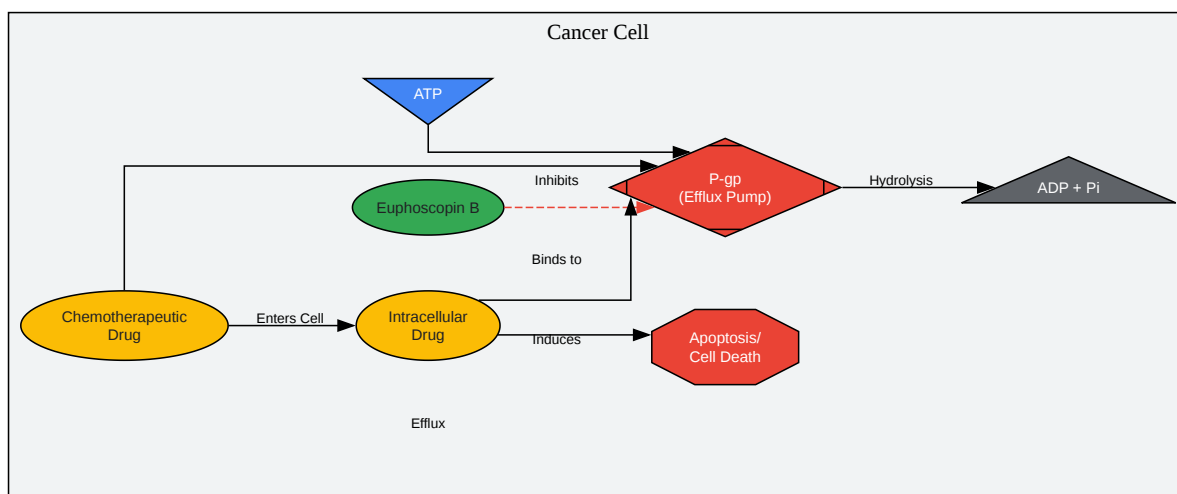 Cancer Cell
ATP
Inhibits
P-gp
(Efflux Pump)
Hydrolysis
ADP + Pi
Euphoscopin B
Binds to
Chemotherapeutic
Drug
Enters Cell
Intracellular
Drug
Induces
Apoptosis/
Cell Death
Efflux